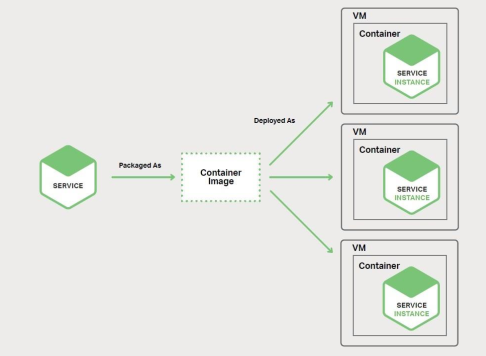 SERVICE
Packaged As
Container
Image
Deployed As
VM
Container
SERVICE
INSTANCE
VM
Container
SERVICE
INSTANCE
VM
Container
SERVICE
INSTANCE